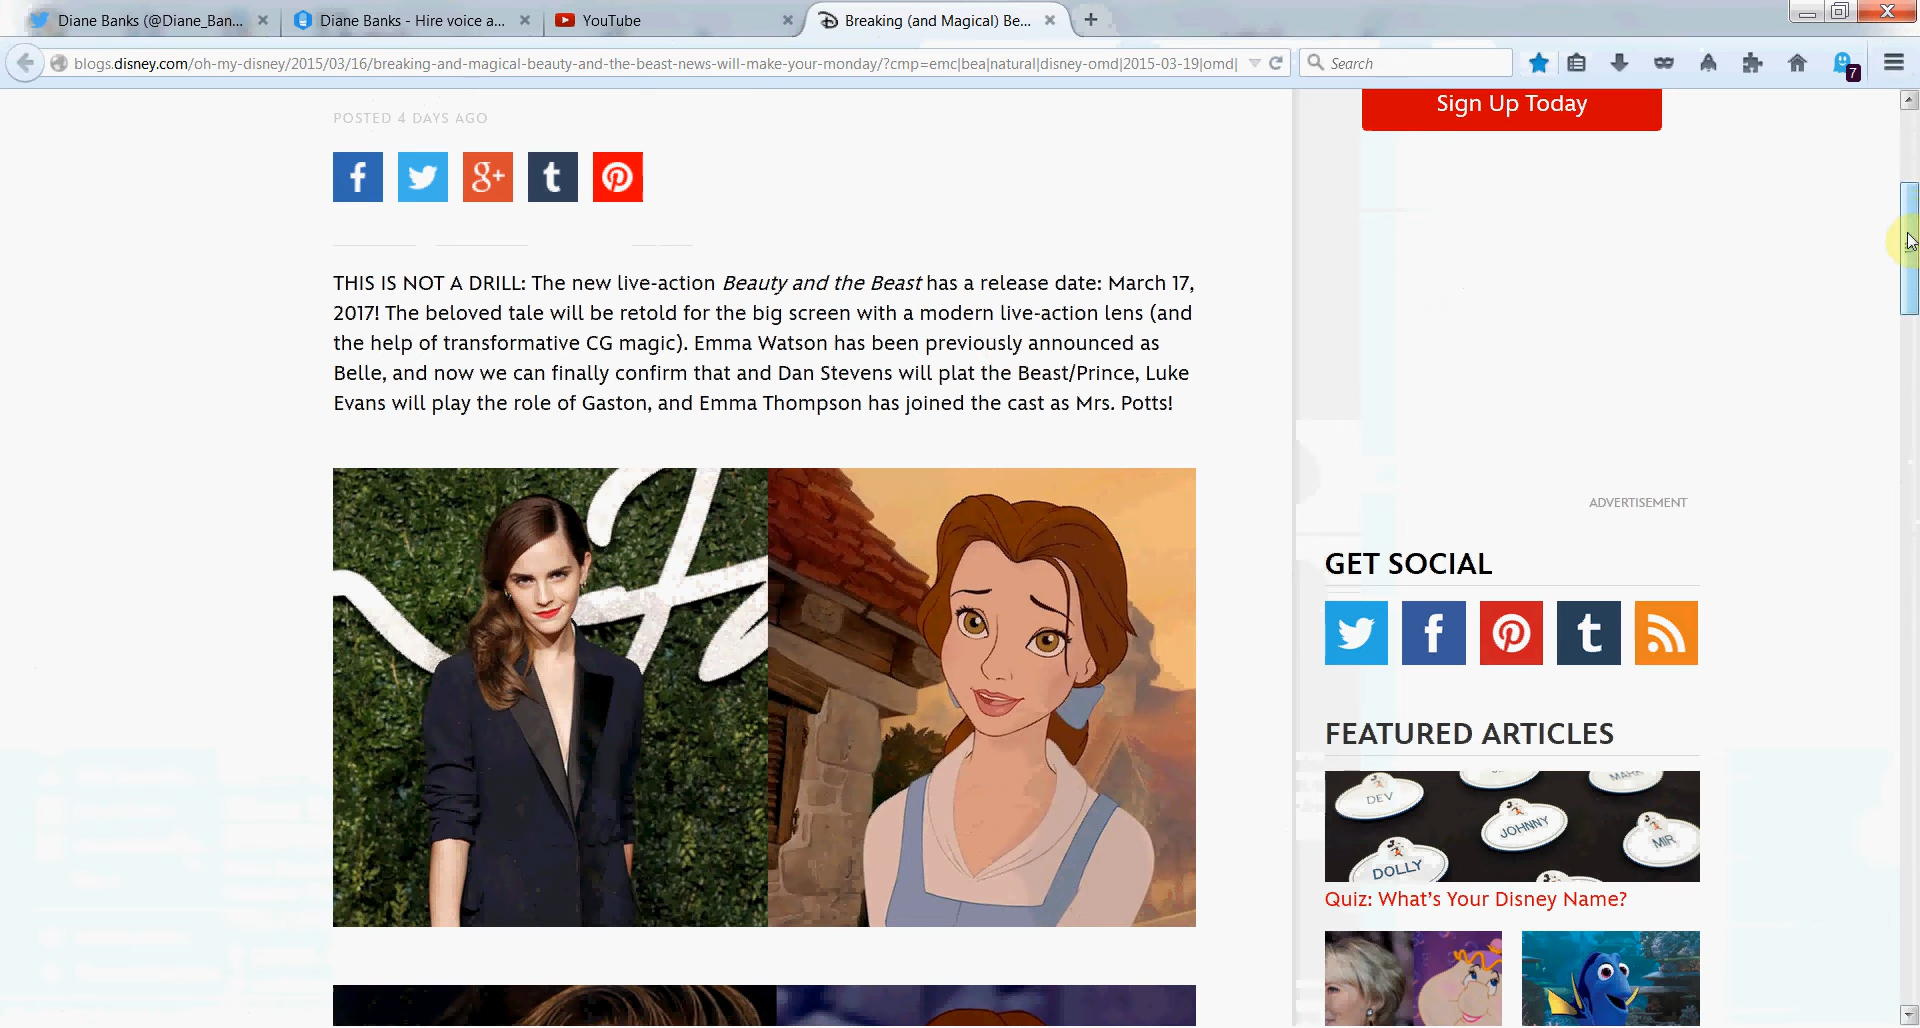 Diane Banks (@Diane_Ban...
Diane Banks - Hire voice a...
YouTube
Breaking (and Magical) Be...
blogs.disney.com/oh-my-disney/2015/03/16/breaking-and-magical-beauty-and-the-beast-news-will-make-your-monday/?cmp=emc|bea|natural|disney-omd|2015-03-19|omd|
Search
7
POSTED 4 DAYS AGO
Sign Up Today
THIS IS NOT A DRILL: The new live-action Beauty and the Beast has a release date: March 17,
2017! The beloved tale will be retold for the big screen with a modern live-action lens (and
the help of transformative CG magic). Emma Watson has been previously announced as
Belle, and now we can finally confirm that and Dan Stevens will plat the Beast/Prince, Luke
Evans will play the role of Gaston, and Emma Thompson has joined the cast as Mrs. Potts!
ADVERTISEMENT
GET SOCIAL
FEATURED ARTICLES
MARK
DEV
JOHNNY
MIR
DOLLY
Quiz: What's Your Disney Name?